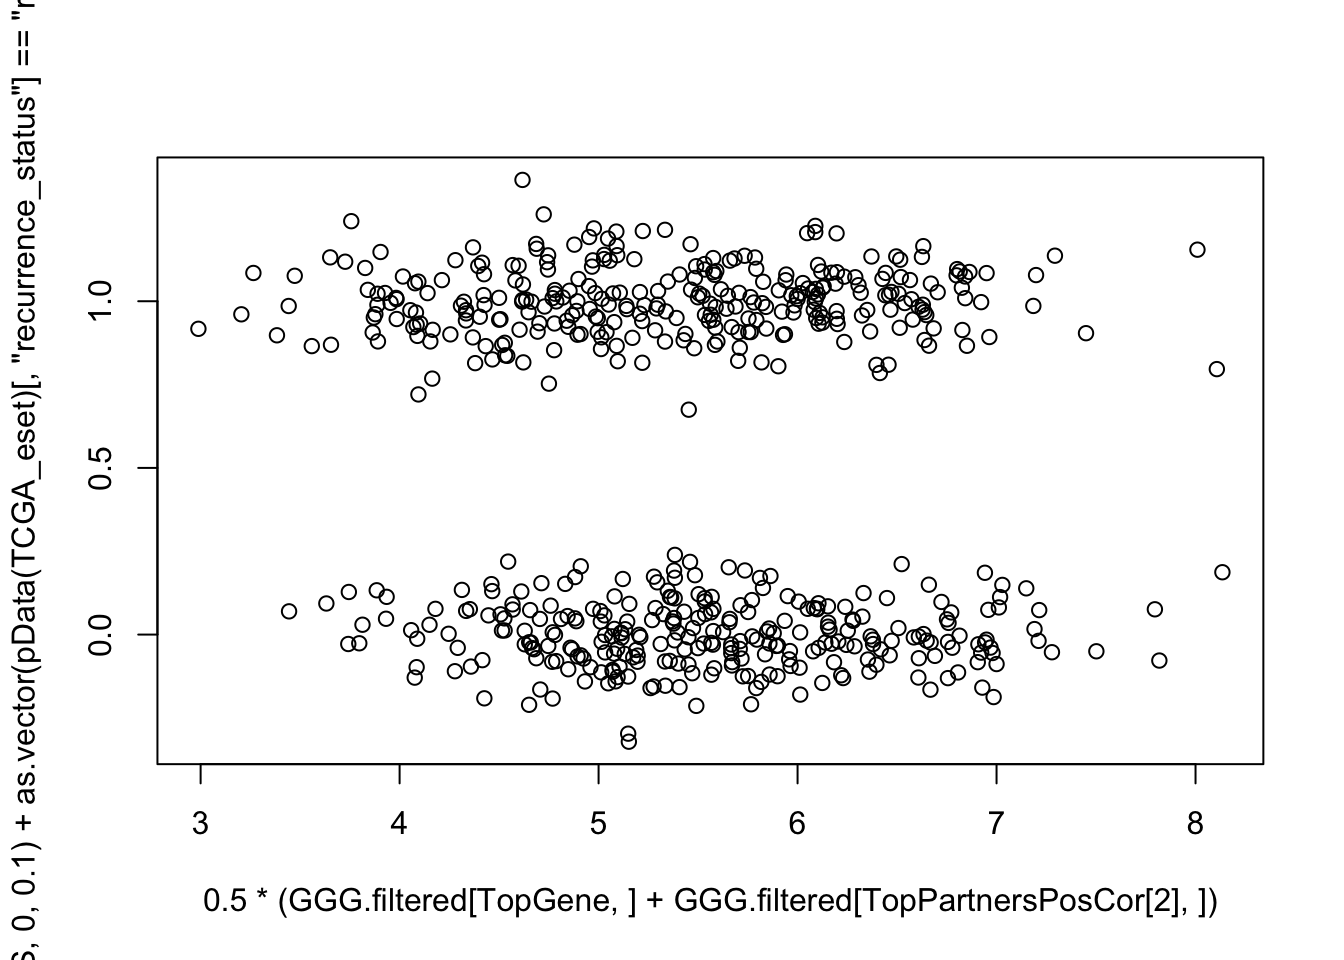 S, 0, 0.1) + as.vector(pData(TCGA_eset)[, "recurrence_status"] == "r
1.0
0.5
0.0
3 4 5 6 7 8
0.5 * (GGG.filtered[TopGene, ] + GGG.filtered[TopPartnersPosCor[2], ])